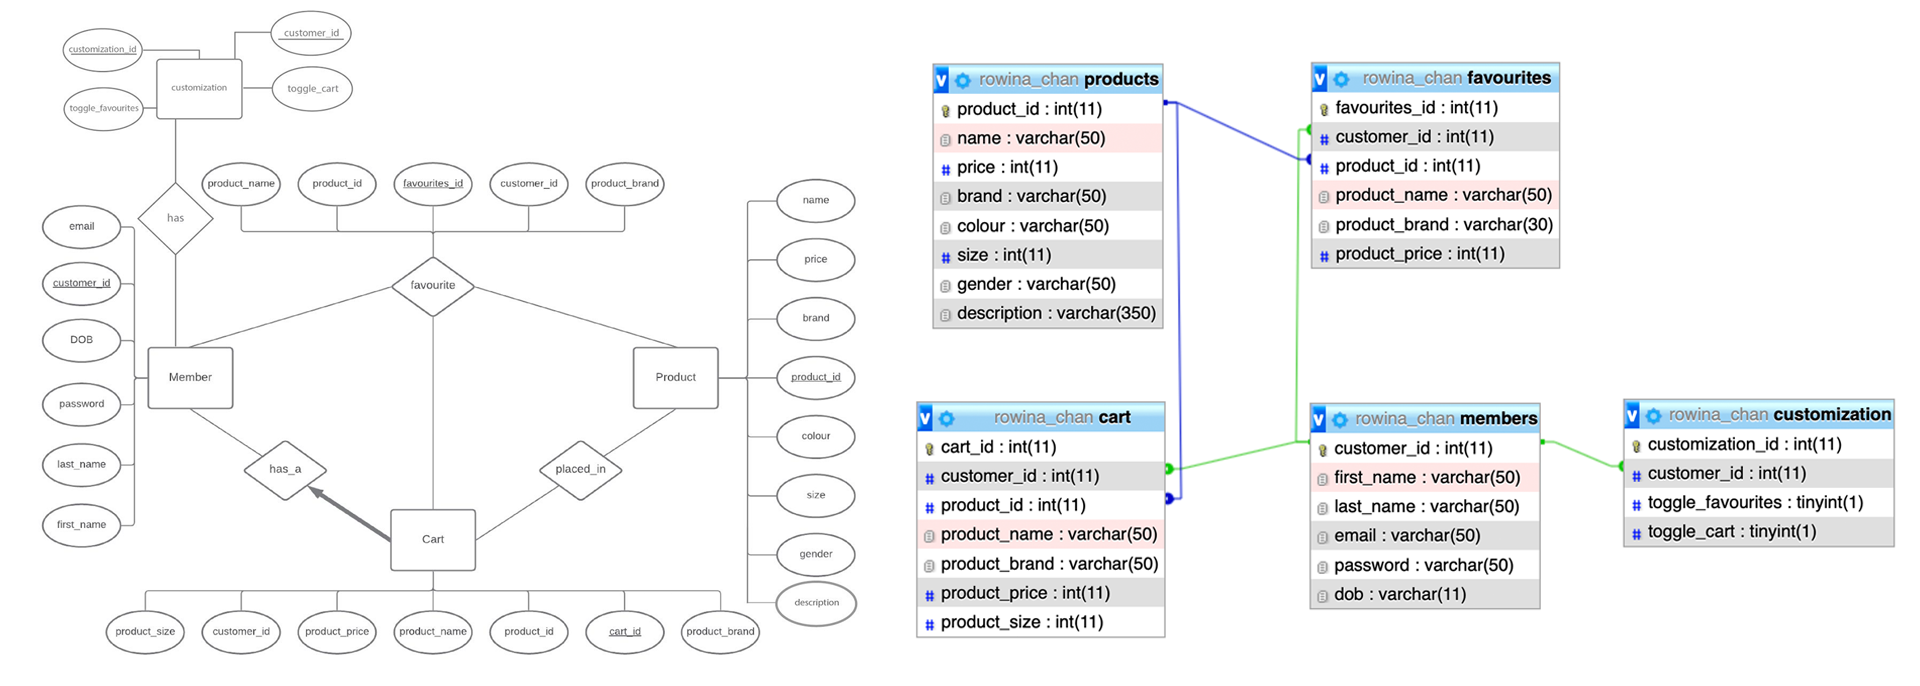 customization_id
customer_id
customization
toggle_cart
toggle_favourites
has
product_name
product_id
favourites_id
customer_id
product_brand
favourite
email
customer_id
DOB
password
last_name
first_name
Member
Product
name
price
brand
product_id
colour
size
gender
description
has_a
placed_in
Cart
product_size
customer_id
product_price
product_name
product_id
cart_id
product_brand
v rowina_chan products
product_id : int(11)
name : varchar(50)
# price : int(11)
brand : varchar(50)
colour : varchar(50)
# size : int(11)
gender : varchar(50)
description : varchar(350)
v rowina_chan favourites
favourites_id : int(11)
# customer_id : int(11)
# product_id : int(11)
product_name : varchar(50)
product_brand : varchar(30)
# product_price : int(11)
v rowina_chan cart
cart_id : int(11)
# customer_id : int(11)
# product_id : int(11)
product_name : varchar(50)
product_brand : varchar(50)
# product_price : int(11)
# product_size : int(11)
v rowina_chan members
customer_id : int(11)
first_name : varchar(50)
last_name : varchar(50)
email : varchar(50)
password : varchar(50)
dob : varchar(11)
v rowina_chan customization
customization_id : int(11)
# customer_id : int(11)
# toggle_favourites : tinyint(1)
# toggle_cart : tinyint(1)